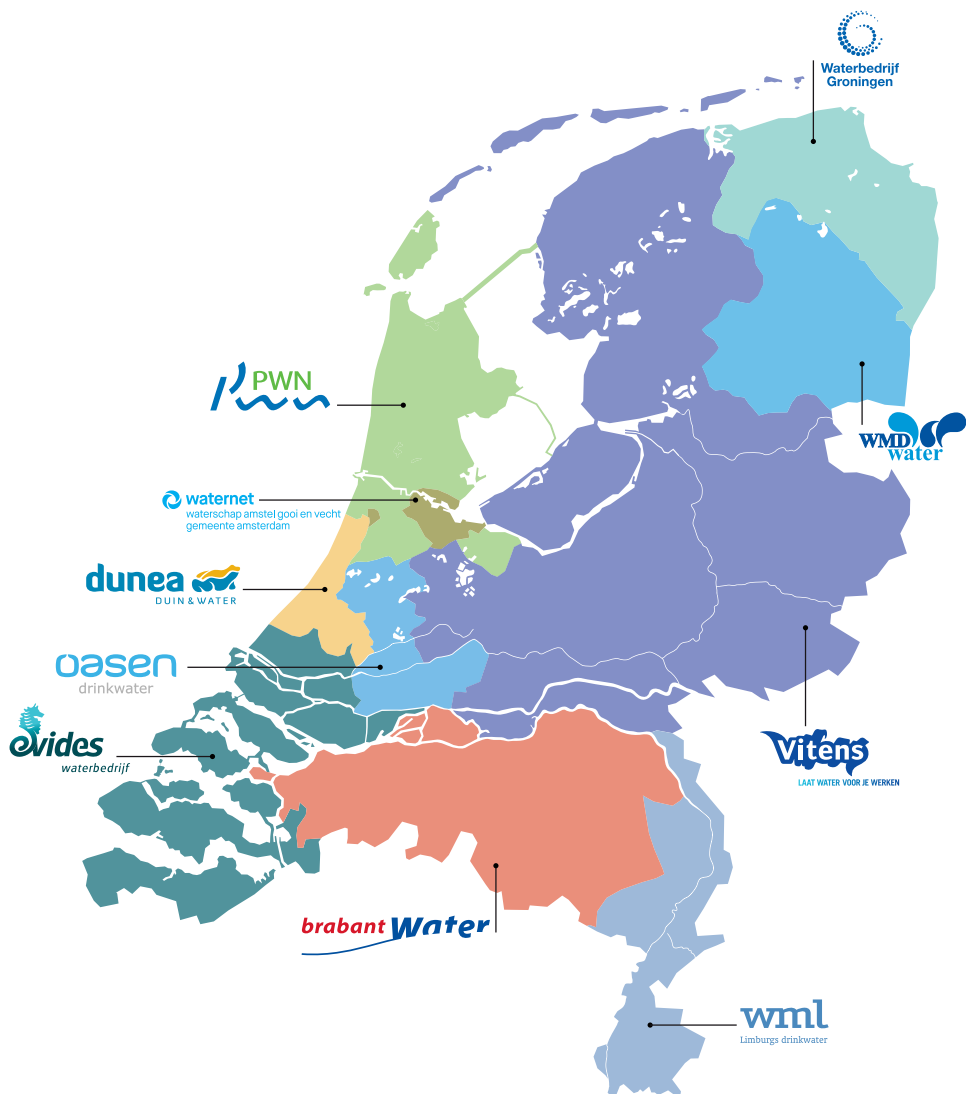 Waterbedrijf
Groningen
PWN
WMD
water
waternet
waterschap amstel gooi en vecht
gemeente amsterdam
dunea
DUIN & WATER
oasen
drinkwater
evides
waterbedrijf
Vitens
LAAT WATER VOOR JE WERKEN
brabant Water
wml
Limburgs drinkwater